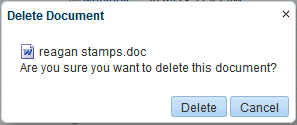 Delete Document
reagan stamps.doc
Are you sure you want to delete this document?
Delete Cancel